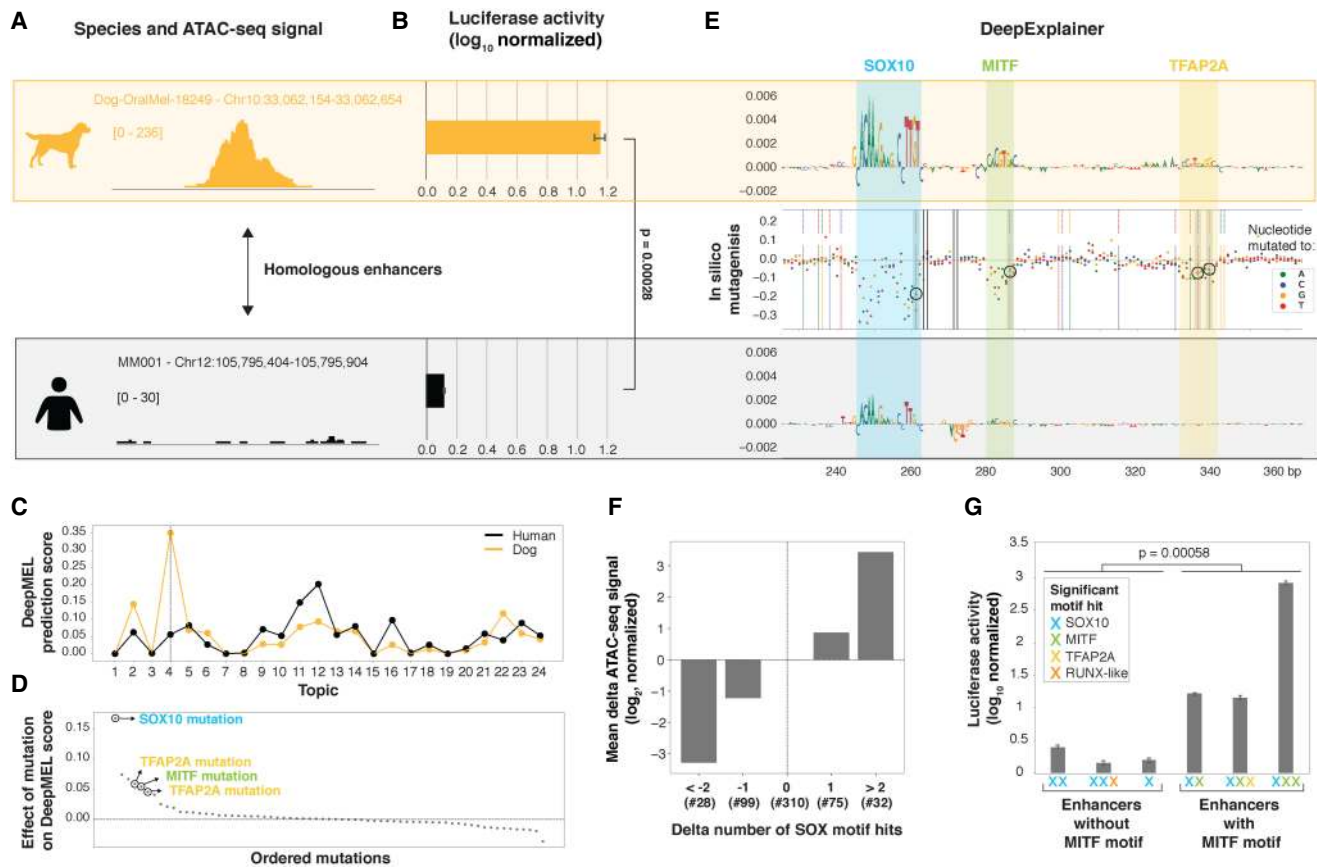 A
Species and ATAC-seq signal
B
Luciferase activity
(log10 normalized)
E
DeepExplainer
SOX10
MITF
TFAP2A
Dog-OralMel-18249 - Chr10:33,062,154-33,062,654
[0 - 236]
0.0 0.2 0.4 0.6 0.8 1.0 1.2
0.006
0.004
0.002
0.000
−0.002
Homologous enhancers
p = 0.00028
In silico
mutagenisis
0.2
0.1
0.0
−0.1
−0.2
−0.3
Nucleotide
mutated to:
A
C
G
T
MM001 - Chr12:105,795,404-105,795,904
[0 - 30]
0.0 0.2 0.4 0.6 0.8 1.0 1.2
0.006
0.004
0.002
0.000
−0.002
240 260 280 300 320 340 360 bp
C
DeepMEL
prediction score
0.35
0.30
0.25
0.20
0.15
0.10
0.05
0.00
Human
Dog
1 2 3 4 5 6 7 8 9 10 11 12 13 14 15 16 17 18 19 20 21 22 23 24
Topic
D
Effect of mutation
on DeepMEL score
0.15
0.10
0.05
0.00
SOX10 mutation
TFAP2A mutation
MITF mutation
TFAP2A mutation
Ordered mutations
F
Mean delta ATAC-seq signal
(log2, normalized)
3
2
1
0
−1
−2
−3
< -2 -1 0 1 > 2
(#28) (#99) (#310) (#75) (#32)
Delta number of SOX motif hits
G
Luciferase activity
(log10 normalized)
3.5
3
2.5
2
1.5
1
0.5
0
p = 0.00058
Significant
motif hit
X SOX10
X MITF
X TFAP2A
X RUNX-like
XX XXX X XX XXX XXX
Enhancers
without
MITF motif
Enhancers
with
MITF motif